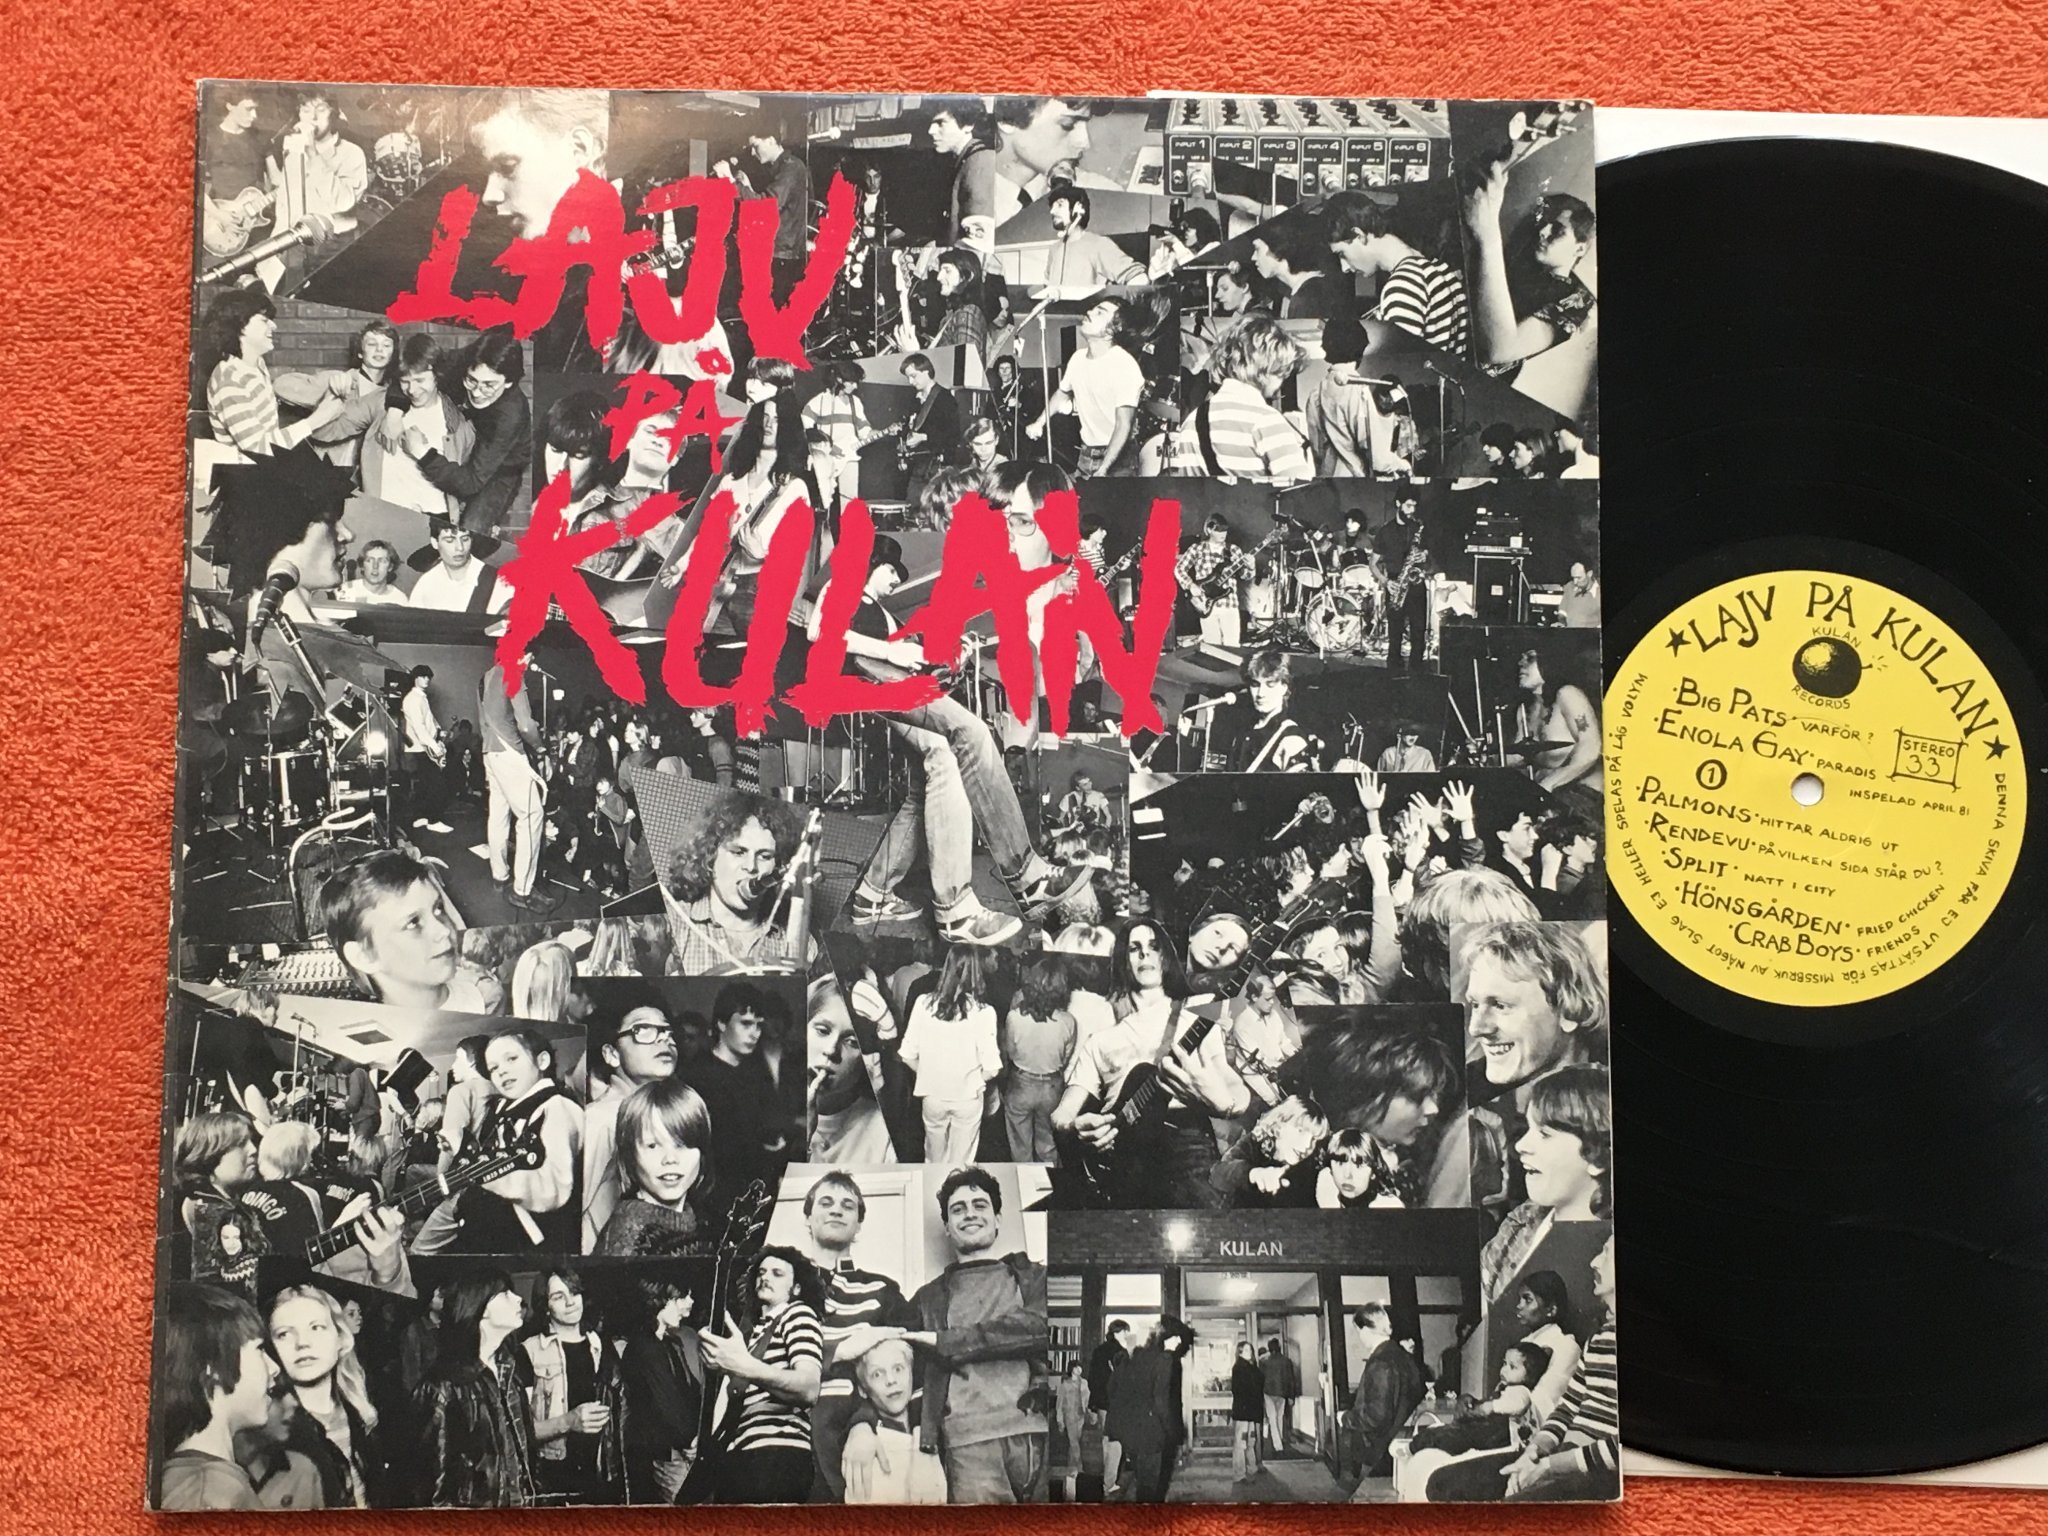 LAJV
PÅ
KULAN
INPUT 1 INPUT 2 INPUT 3 INPUT 4 INPUT 5 INPUT 6
DINGO
KULAN
★LAJV PÅ KULAN★
KULAN
RECORDS
·BIG PATS· VARFÖR?
·ENOLA GAY· PARADIS
STEREO
33
1
INSPELAD APRIL 81
·PALMONS· HITTAR ALDRIG UT
·RENDEVU· PÅ VILKEN SIDA STÅR DU?
·SPLIT· NATT I CITY
·HÖNSGÅRDEN· FRIED CHICKEN
·CRAB BOYS· FRIENDS
DENNA SKIVA FÅR EJ UTSÄTTAS FÖR MISSBRUK AV NÅGOT SLAG EJ HELLER SPELAS PÅ LÅG VOLYM